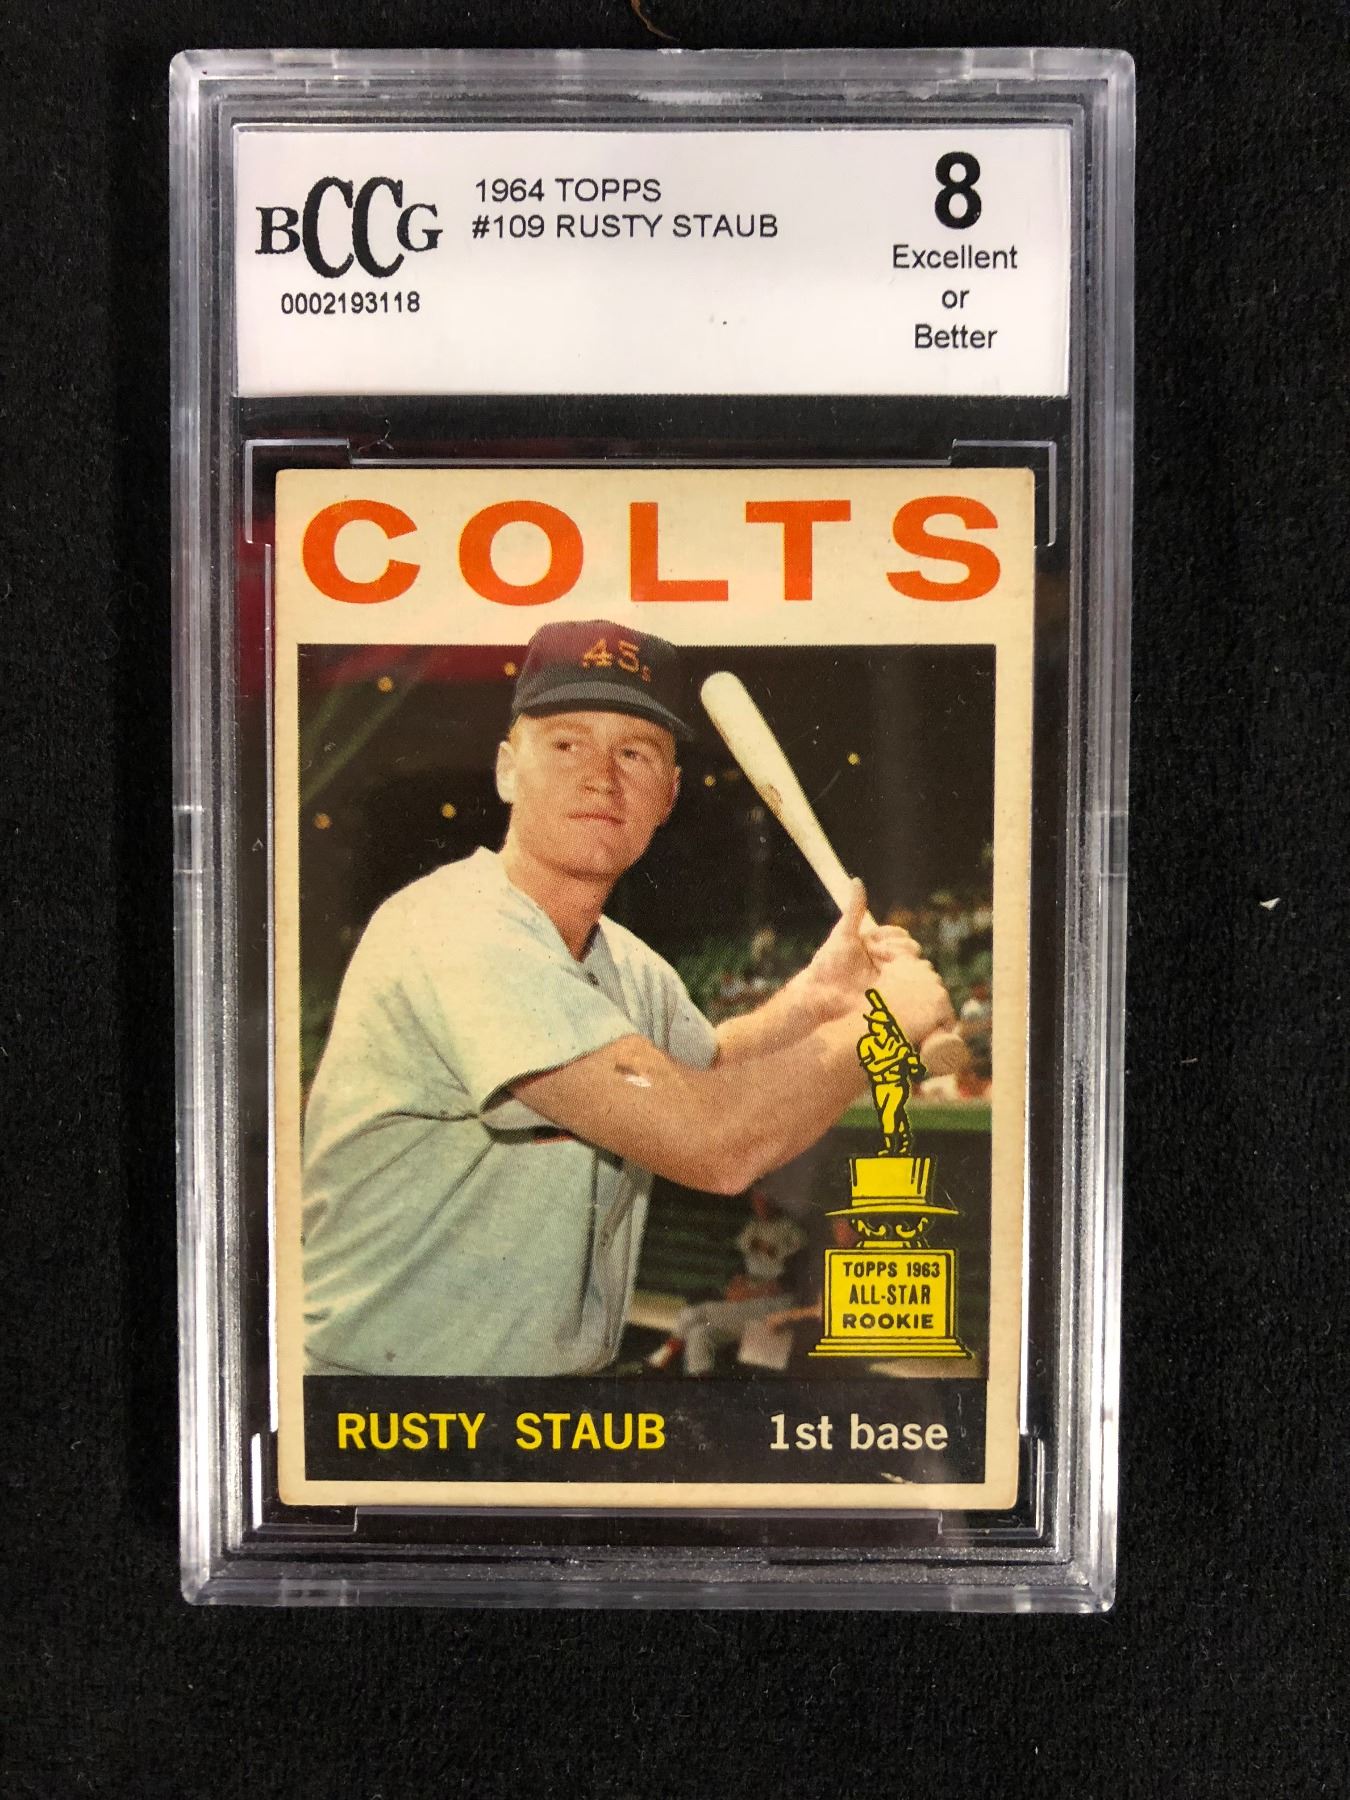 BCCG
0002193118
1964 TOPPS
#109 RUSTY STAUB
8
Excellent
or
Better
COLTS
.45s
TOPPS 1963
ALL-STAR
ROOKIE
RUSTY STAUB 1st base